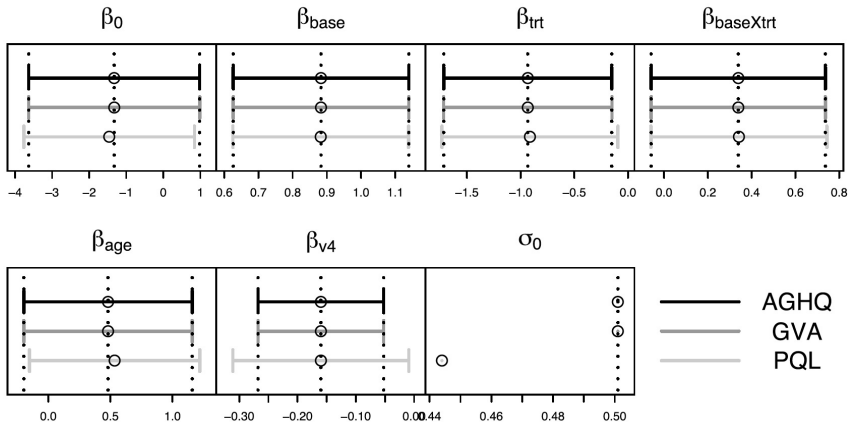 β0 βbase βtrt βbaseXtrt
−4 −3 −2 −1 0 1 0.6 0.7 0.8 0.9 1.0 1.1 −1.5 −1.0 −0.5 0.0 0.0 0.2 0.4 0.6 0.8
βage βv4 σ0
AGHQ
GVA
PQL
0.0 0.5 1.0 −0.30 −0.20 −0.10 0.00 0.44 0.46 0.48 0.50